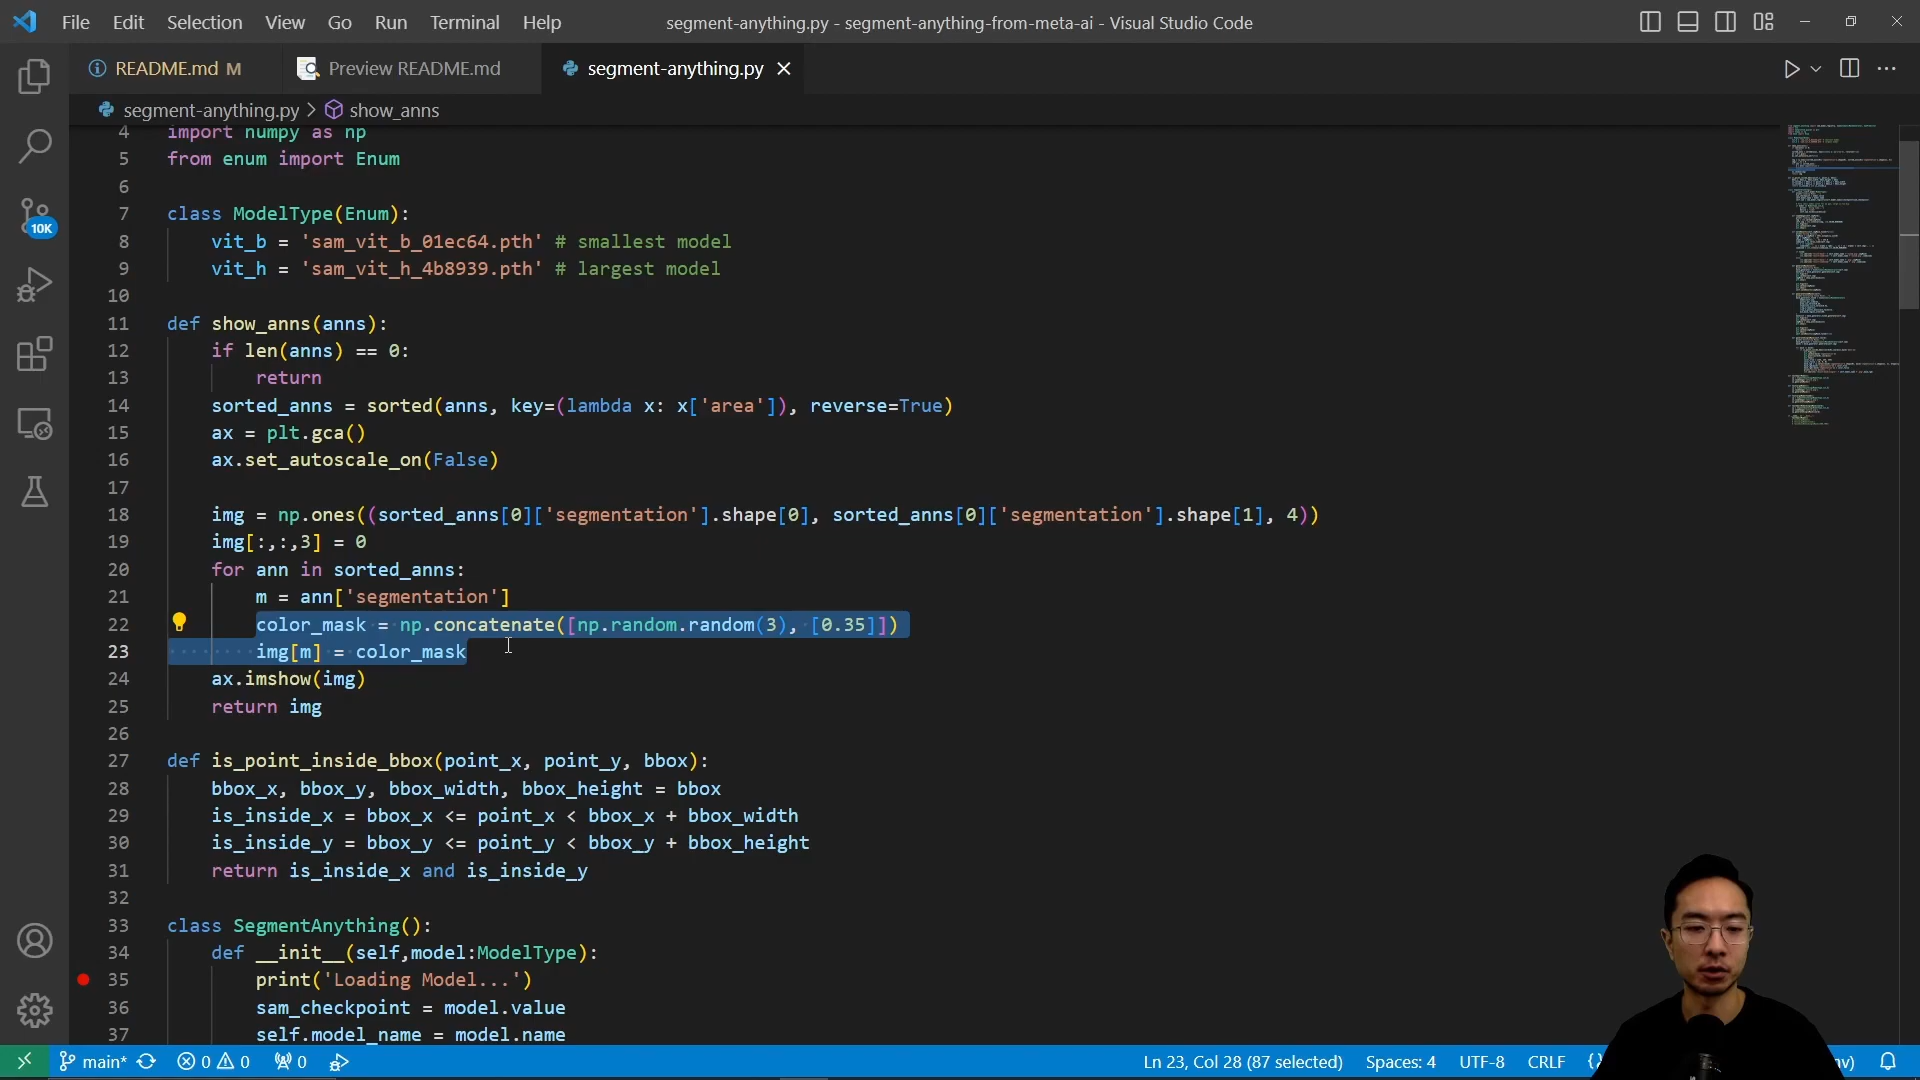 File Edit Selection View Go Run Terminal Help segment-anything.py - segment-anything-from-meta-ai - Visual Studio Code
README.md M Preview README.md segment-anything.py
segment-anything.py > show_anns
4 import numpy as np
5 from enum import Enum
6
7 class ModelType(Enum):
8 vit_b = 'sam_vit_b_01ec64.pth' # smallest model
9 vit_h = 'sam_vit_h_4b8939.pth' # largest model
10
11 def show_anns(anns):
12 if len(anns) == 0:
13 return
14 sorted_anns = sorted(anns, key=(lambda x: x['area']), reverse=True)
15 ax = plt.gca()
16 ax.set_autoscale_on(False)
17
18 img = np.ones((sorted_anns[0]['segmentation'].shape[0], sorted_anns[0]['segmentation'].shape[1], 4))
19 img[:,:,3] = 0
20 for ann in sorted_anns:
21 m = ann['segmentation']
22 color_mask = np.concatenate([np.random.random(3), [0.35]])
23 img[m] = color_mask
24 ax.imshow(img)
25 return img
26
27 def is_point_inside_bbox(point_x, point_y, bbox):
28 bbox_x, bbox_y, bbox_width, bbox_height = bbox
29 is_inside_x = bbox_x <= point_x < bbox_x + bbox_width
30 is_inside_y = bbox_y <= point_y < bbox_y + bbox_height
31 return is_inside_x and is_inside_y
32
33 class SegmentAnything():
34 def __init__(self,model:ModelType):
35 print('Loading Model...')
36 sam_checkpoint = model.value
37 self.model_name = model.name
10K
main* 0 0 0 Ln 23, Col 28 (87 selected) Spaces: 4 UTF-8 CRLF